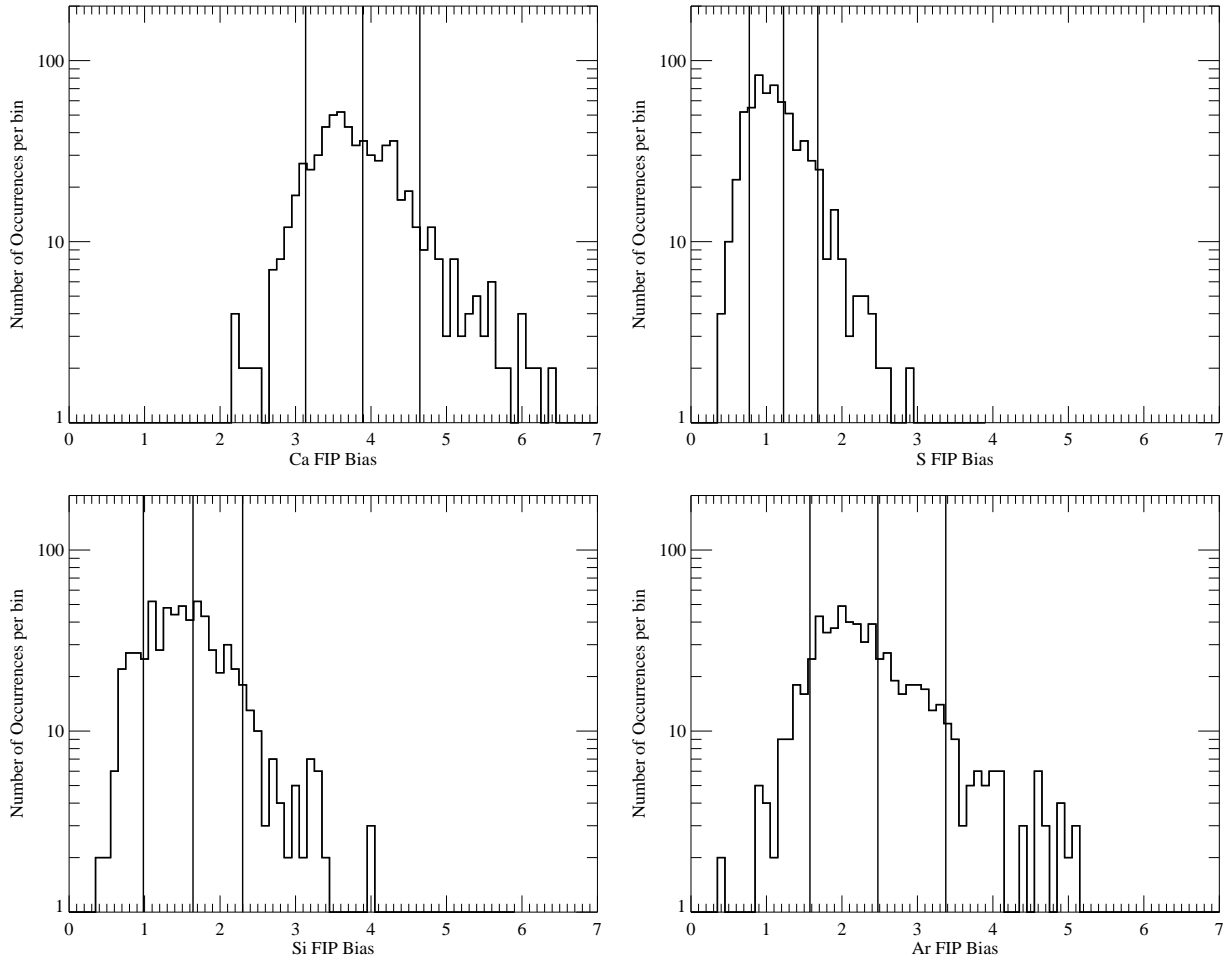 100
10
1
Number of Occurrences per bin
0 1 2 3 4 5 6 7
Ca FIP Bias
100
10
1
Number of Occurrences per bin
0 1 2 3 4 5 6 7
S FIP Bias
100
10
1
Number of Occurrences per bin
0 1 2 3 4 5 6 7
Si FIP Bias
100
10
1
Number of Occurrences per bin
0 1 2 3 4 5 6 7
Ar FIP Bias